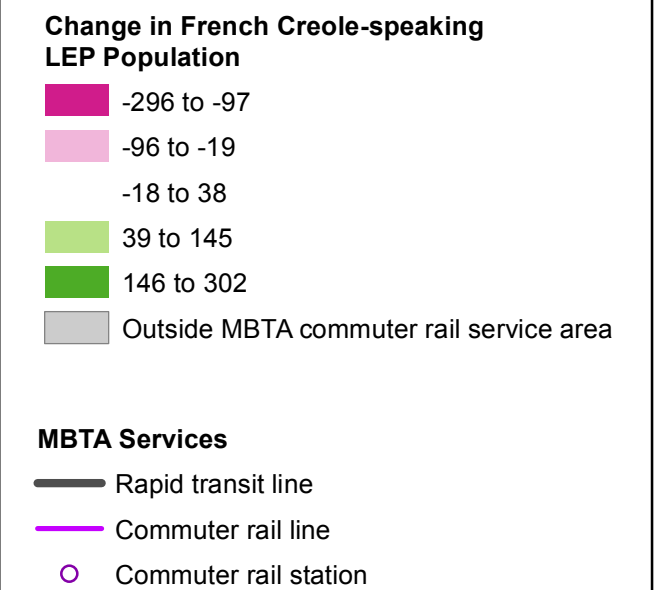 Change in French Creole-speaking
LEP Population
-296 to -97
-96 to -19
-18 to 38
39 to 145
146 to 302
Outside MBTA commuter rail service area
MBTA Services
Rapid transit line
Commuter rail line
Commuter rail station